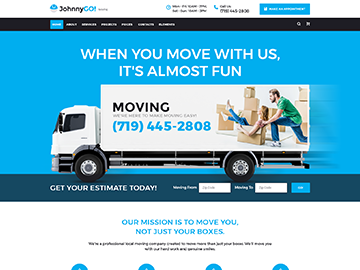 JohnnyGO!
Mon - Fri: 10AM - 7PM
Sat - Sun: 10AM - 3PM
Call Us
(719) 445-2808
MAKE AN APPOINTMENT
HOME ABOUT SERVICES PROJECTS PAGES CONTACTS ELEMENTS
WHEN YOU MOVE WITH US,
IT'S ALMOST FUN
MOVING
WE'RE HERE TO MAKE MOVING EASY!
(719) 445-2808
GET YOUR ESTIMATE TODAY!
Moving From: Zip Code Moving To: Zip Code
OUR MISSION IS TO MOVE YOU,
NOT JUST YOUR BOXES.
We're a professional local moving company created to move more than just your boxes. We'll move you
with our hard work and genuine smiles.